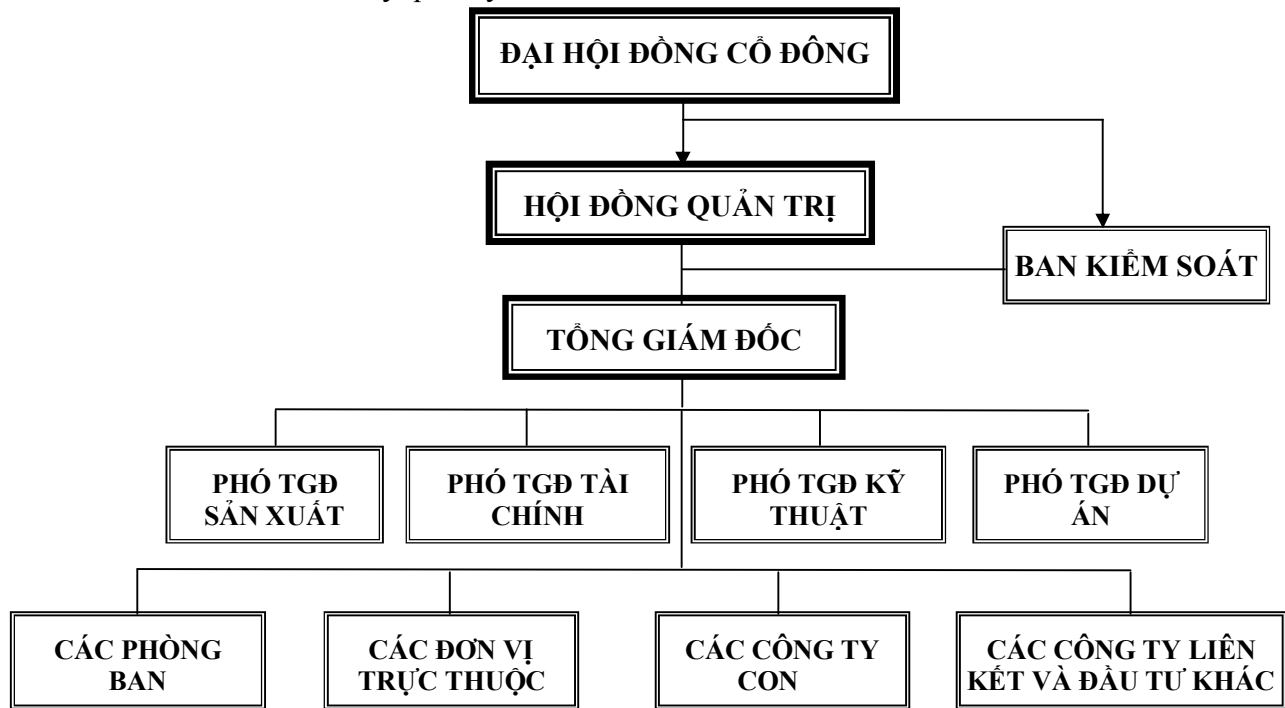 ĐẠI HỘI ĐỒNG CỔ ĐÔNG
HỘI ĐỒNG QUẢN TRỊ
BAN KIỂM SOÁT
TỔNG GIÁM ĐỐC
PHÓ TGĐ
SẢN XUẤT
PHÓ TGĐ TÀI
CHÍNH
PHÓ TGĐ KỸ
THUẬT
PHÓ TGĐ DỰ
ÁN
CÁC PHÒNG
BAN
CÁC ĐƠN VỊ
TRỰC THUỘC
CÁC CÔNG TY
CON
CÁC CÔNG TY LIÊN
KẾT VÀ ĐẦU TƯ KHÁC